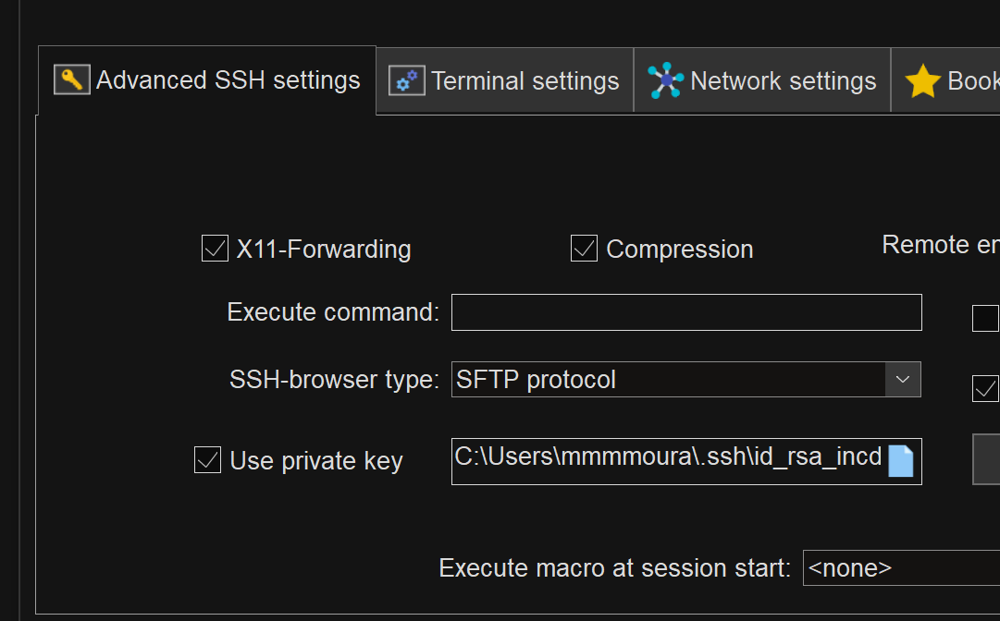 Advanced SSH settings
Terminal settings
Network settings
Book
X11-Forwarding
Compression
Remote en
Execute command:
SSH-browser type:
SFTP protocol
Use private key
C:\Users\mmmmoura\.ssh\id_rsa_incd
Execute macro at session start:
<none>